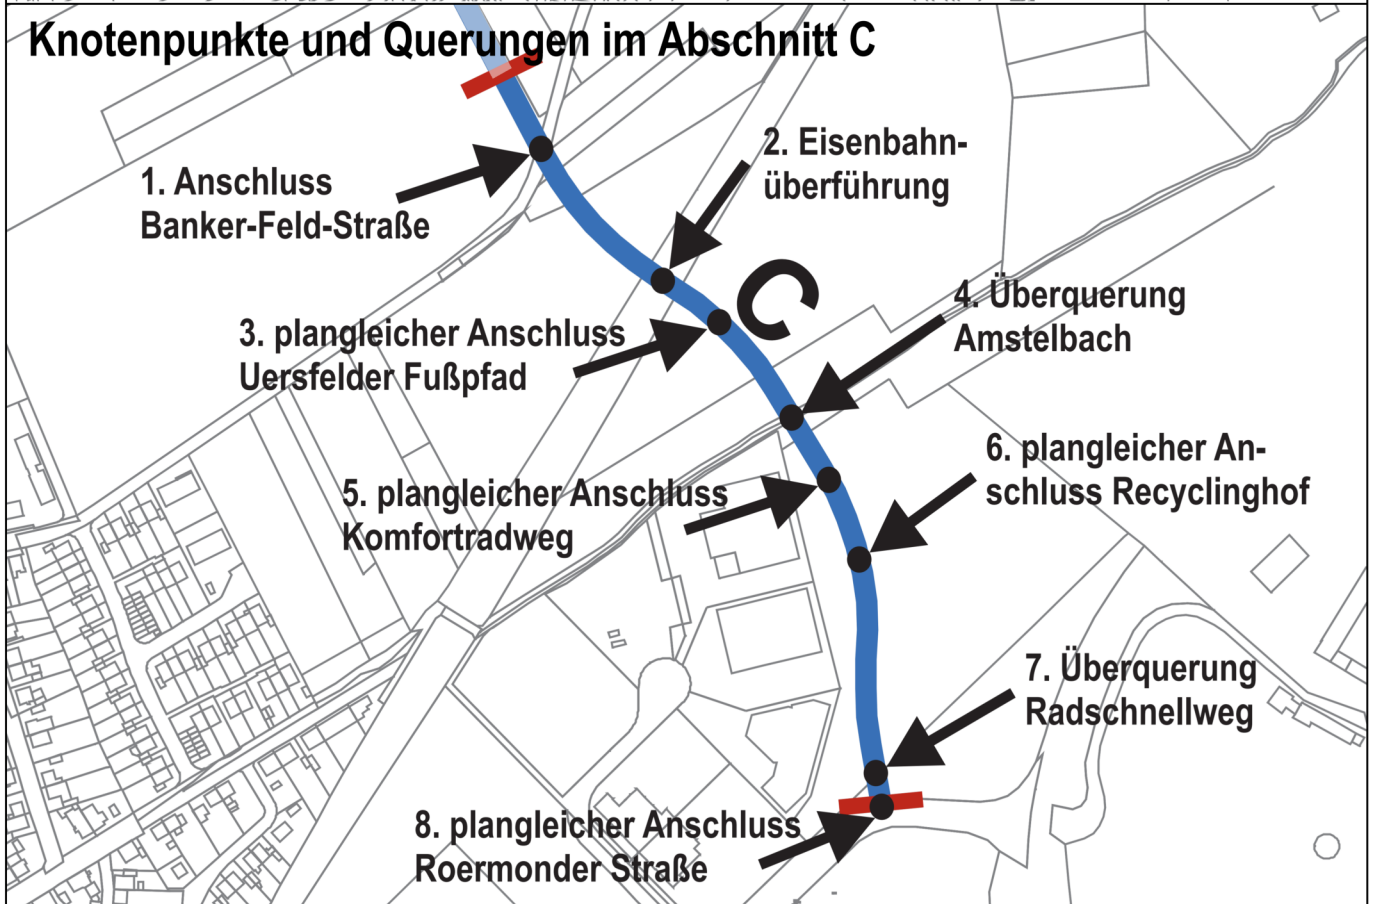 Knotenpunkte und Querungen im Abschnitt C
1. Anschluss
Banker-Feld-Straße
2. Eisenbahn-
überführung
C
3. plangleicher Anschluss
Uersfelder Fußpfad
4. Überquerung
Amstelbach
5. plangleicher Anschluss
Komfortradweg
6. plangleicher An-
schluss Recyclinghof
7. Überquerung
Radschnellweg
8. plangleicher Anschluss
Roermonder Straße